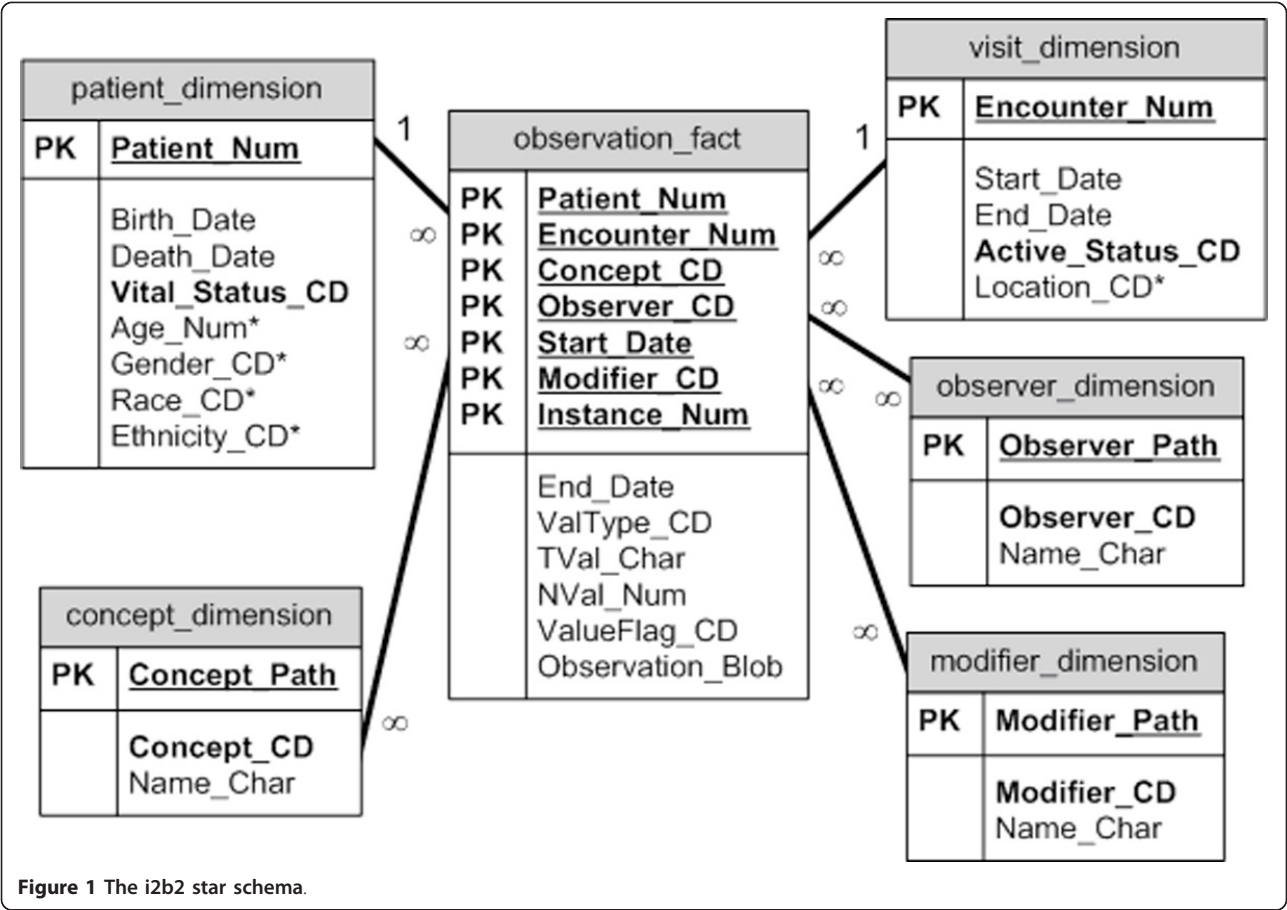 patient_dimension
PK Patient_Num
Birth_Date
Death_Date
Vital_Status_CD
Age_Num*
Gender_CD*
Race_CD*
Ethnicity_CD*
1
∞
observation_fact
PK Patient_Num
PK Encounter_Num
PK Concept_CD
PK Observer_CD
PK Start_Date
PK Modifier_CD
PK Instance_Num
End_Date
ValType_CD
TVal_Char
NVal_Num
ValueFlag_CD
Observation_Blob
1
∞
visit_dimension
PK Encounter_Num
Start_Date
End_Date
Active_Status_CD
Location_CD*
∞
∞
observer_dimension
PK Observer_Path
Observer_CD
Name_Char
∞
∞
concept_dimension
PK Concept_Path
Concept_CD
Name_Char
∞
∞
modifier_dimension
PK Modifier_Path
Modifier_CD
Name_Char
Figure 1 The i2b2 star schema.